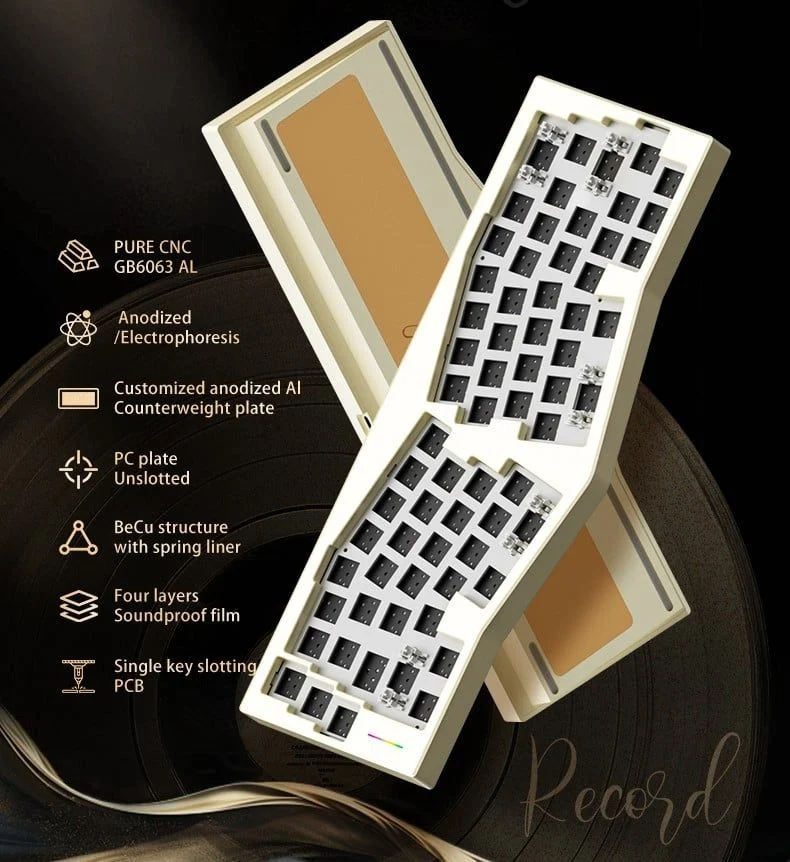 PURE CNC
GB6063 AL
Anodized
/Electrophoresis
Customized anodized Al
Counterweight plate
PC plate
Unslotted
BeCu structure
with spring liner
Four layers
Soundproof film
Single key slotting
PCB
Record